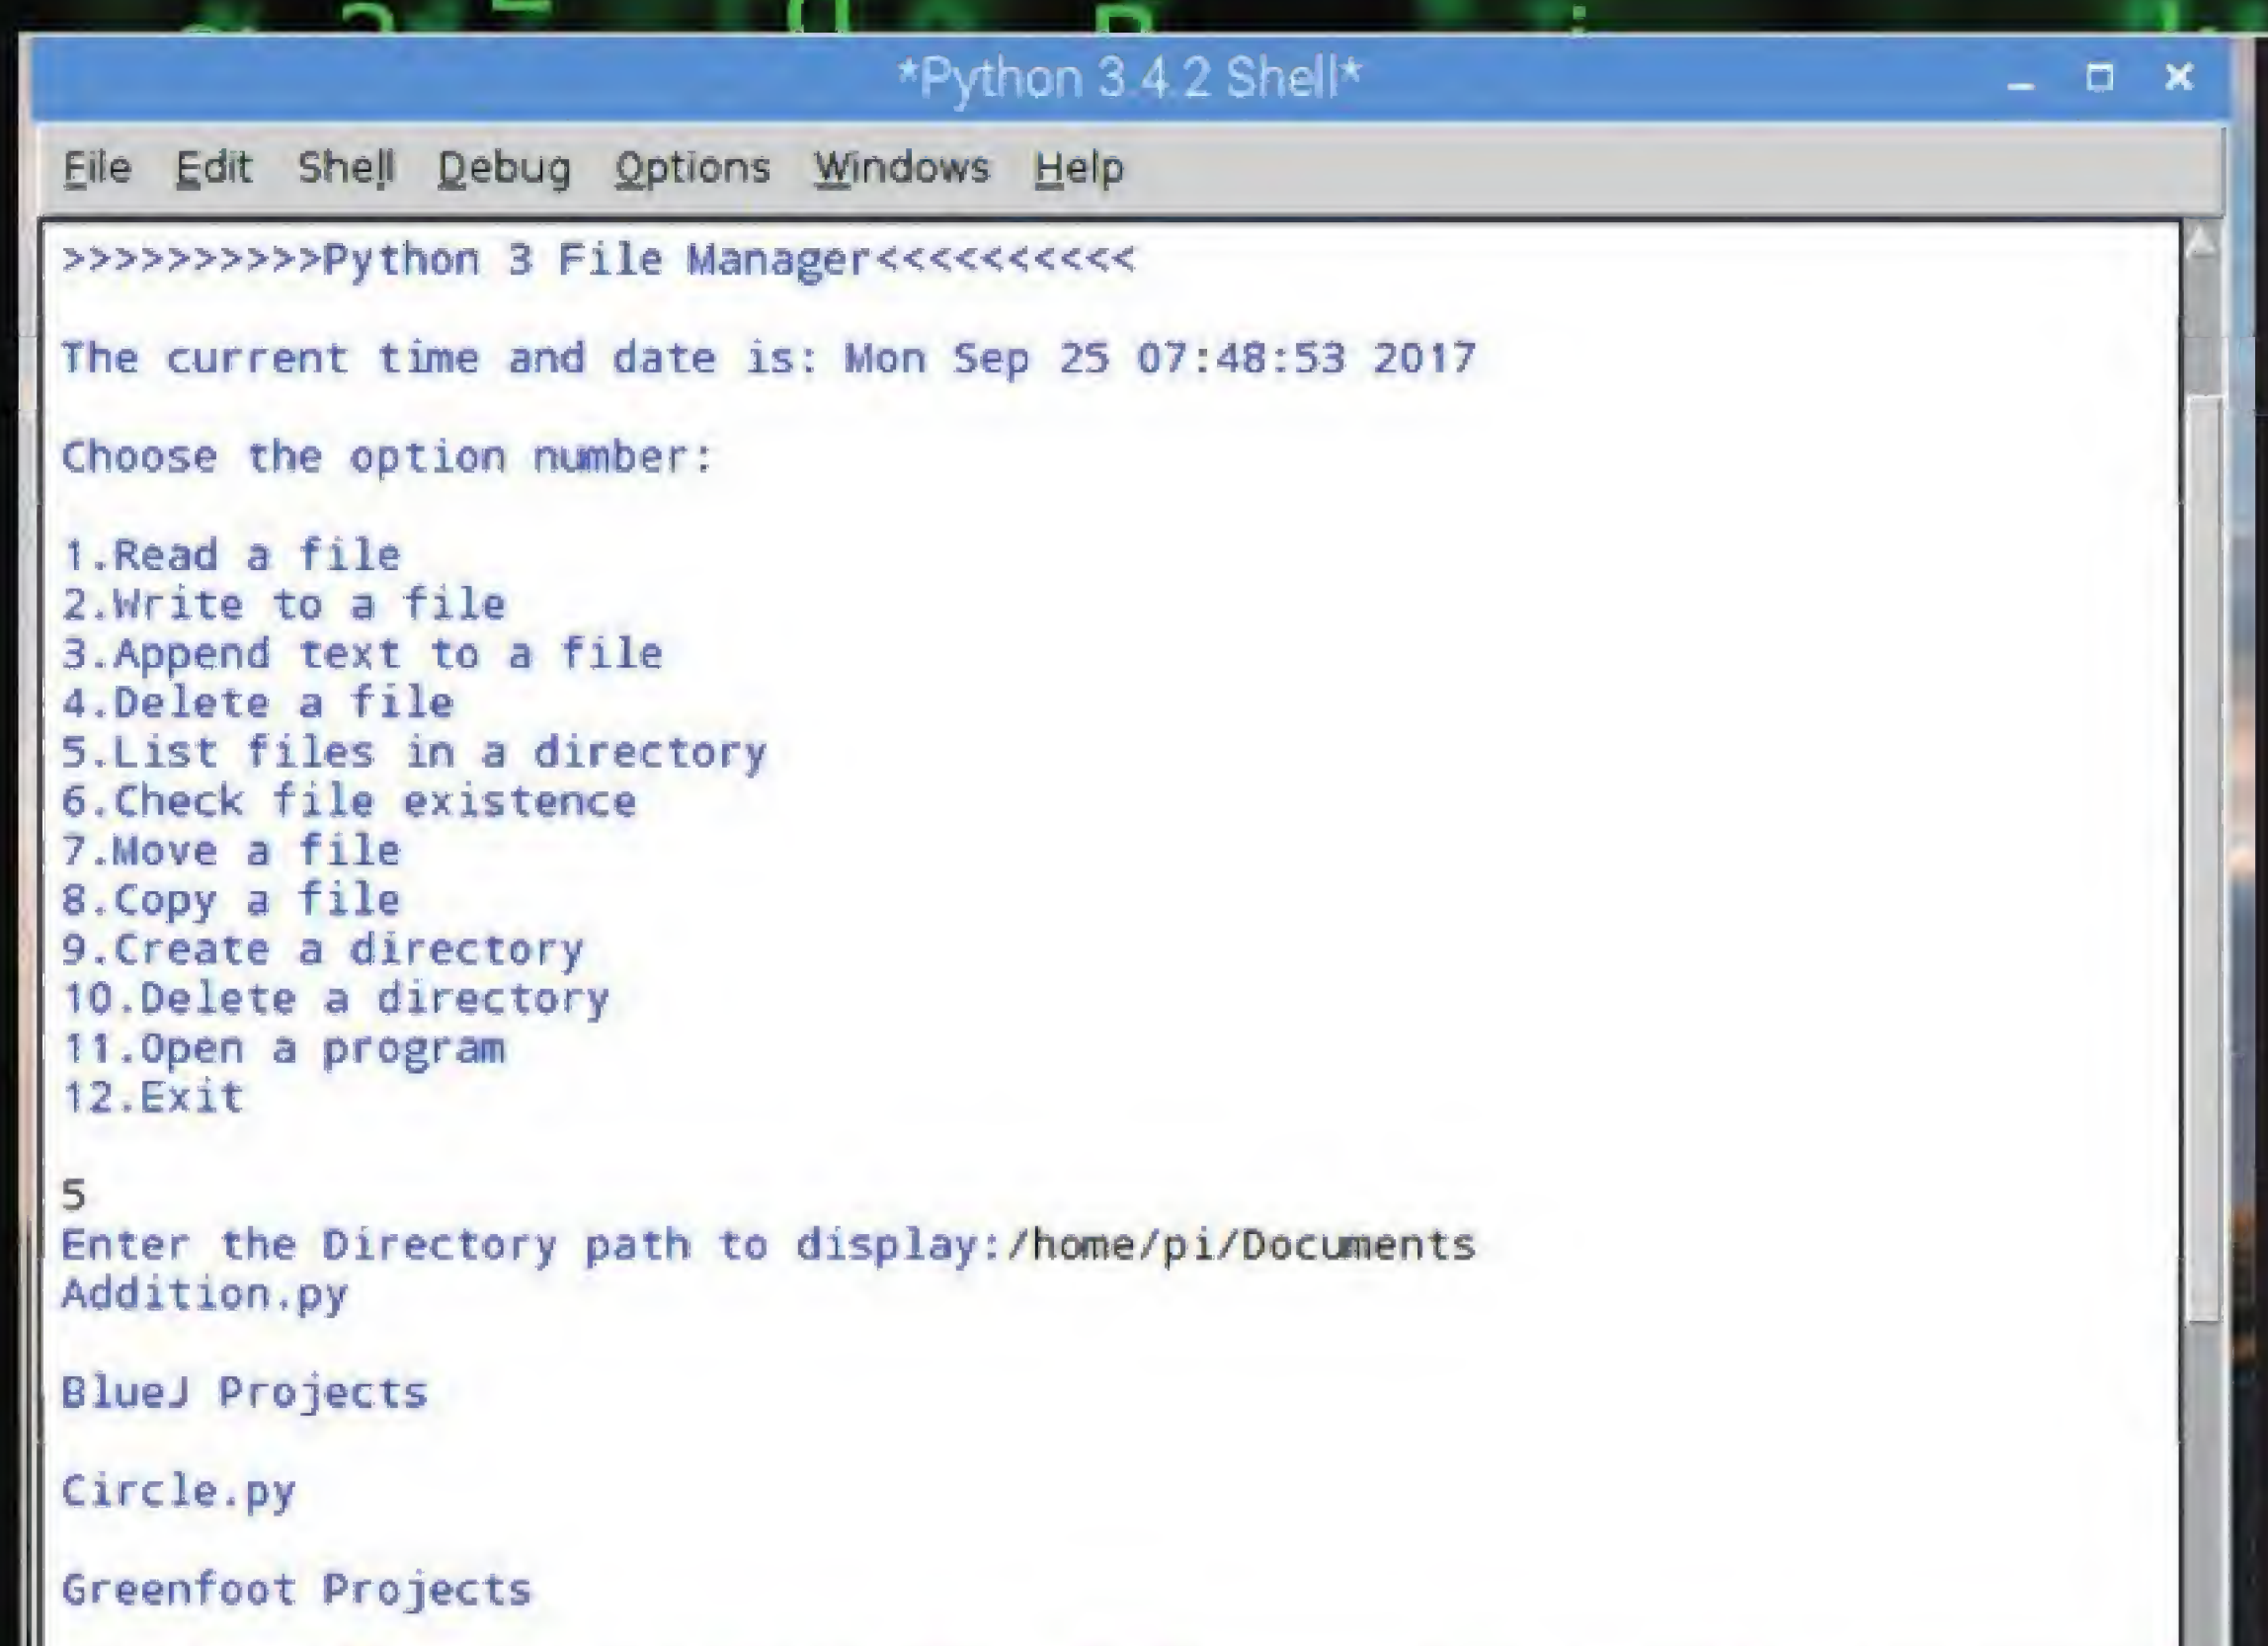 *Python 3.4.2 Shell*
File Edit Shell Debug Options Windows Help
>>>>>>>>>>Python 3 File Manager<<<<<<<<<<
The current time and date is: Mon Sep 25 07:48:53 2017
Choose the option number:
1.Read a file
2.Write to a file
3.Append text to a file
4.Delete a file
5.List files in a directory
6.Check file existence
7.Move a file
8.Copy a file
9.Create a directory
10.Delete a directory
11.Open a program
12.Exit
5
Enter the Directory path to display:/home/pi/Documents
Addition.py
BlueJ Projects
Circle.py
Greenfoot Projects